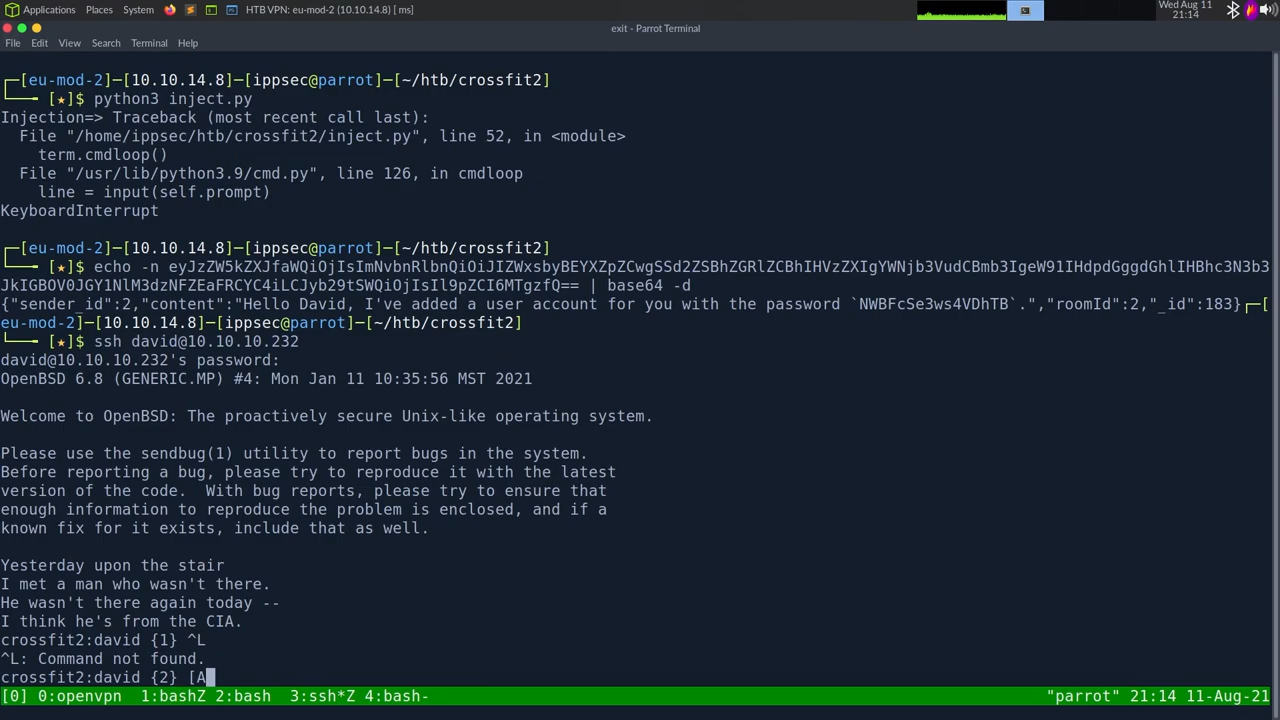 Applications Places System HTB VPN: eu-mod-2 (10.10.14.8) [ ms]
Wed Aug 11
21:14
exit - Parrot Terminal
File Edit View Search Terminal Help
┌─[eu-mod-2]─[10.10.14.8]─[ippsec@parrot]─[~/htb/crossfit2]
└──╼ [★]$ python3 inject.py
Injection=> Traceback (most recent call last):
File "/home/ippsec/htb/crossfit2/inject.py", line 52, in <module>
term.cmdloop()
File "/usr/lib/python3.9/cmd.py", line 126, in cmdloop
line = input(self.prompt)
KeyboardInterrupt
┌─[eu-mod-2]─[10.10.14.8]─[ippsec@parrot]─[~/htb/crossfit2]
└──╼ [★]$ echo -n eyJzZW5kZXJfaWQiOjIsImNvbnRlbnQiOiJIZWxsbyBEYXZpZCwgSSd2ZSBhZGRlZCBhIHVzZXIgYWNjb3VudCBmb3IgeW91IHdpdGggdGhlIHBhc3N3b3
JkIGBOV0JGY1NlM3dzNFZEaFRCYC4iLCJyb29tSWQiOjIsIl9pZCI6MTgzfQ== | base64 -d
{"sender_id":2,"content":"Hello David, I've added a user account for you with the password `NWBFcSe3ws4VDhTB`.","roomId":2,"_id":183}┌─[
eu-mod-2]─[10.10.14.8]─[ippsec@parrot]─[~/htb/crossfit2]
└──╼ [★]$ ssh david@10.10.10.232
david@10.10.10.232's password:
OpenBSD 6.8 (GENERIC.MP) #4: Mon Jan 11 10:35:56 MST 2021
Welcome to OpenBSD: The proactively secure Unix-like operating system.
Please use the sendbug(1) utility to report bugs in the system.
Before reporting a bug, please try to reproduce it with the latest
version of the code. With bug reports, please try to ensure that
enough information to reproduce the problem is enclosed, and if a
known fix for it exists, include that as well.
Yesterday upon the stair
I met a man who wasn't there.
He wasn't there again today --
I think he's from the CIA.
crossfit2:david {1} ^L
^L: Command not found.
crossfit2:david {2} [A
[0] 0:openvpn 1:bashZ 2:bash 3:ssh*Z 4:bash- "parrot" 21:14 11-Aug-21